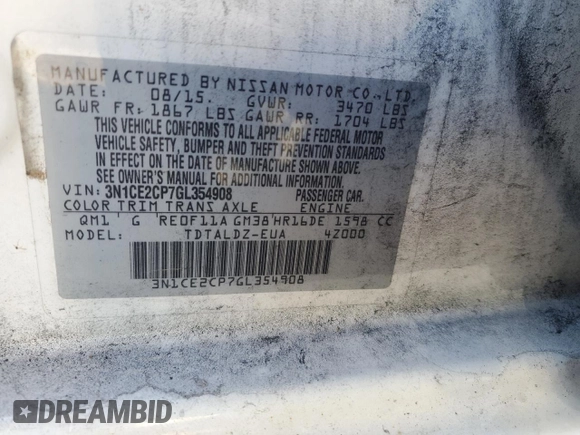 MANUFACTURED BY NISSAN MOTOR CO.,LTD.
DATE: 08/15. GVWR: 3470 LBS
GAWR FR: 1867 LBS GAWR RR: 1704 LBS
THIS VEHICLE CONFORMS TO ALL APPLICABLE FEDERAL MOTOR
VEHICLE SAFETY, BUMPER AND THEFT PREVENTION STANDARDS
IN EFFECT ON THE DATE OF MANUFACTURE SHOWN ABOVE.
SEE OWNER'S MANUAL FOR ADDITIONAL INFORMATION.
VIN: 3N1CE2CP7GL354908 PASSENGER CAR.
COLOR TRIM TRANS AXLE ENGINE
QM1 ' G 'RE0F11A GM38'HR16DE 1598 CC
MODEL: TDTALDZ-EUA 4Z000
3N1CE2CP7GL354908
DREAMBID